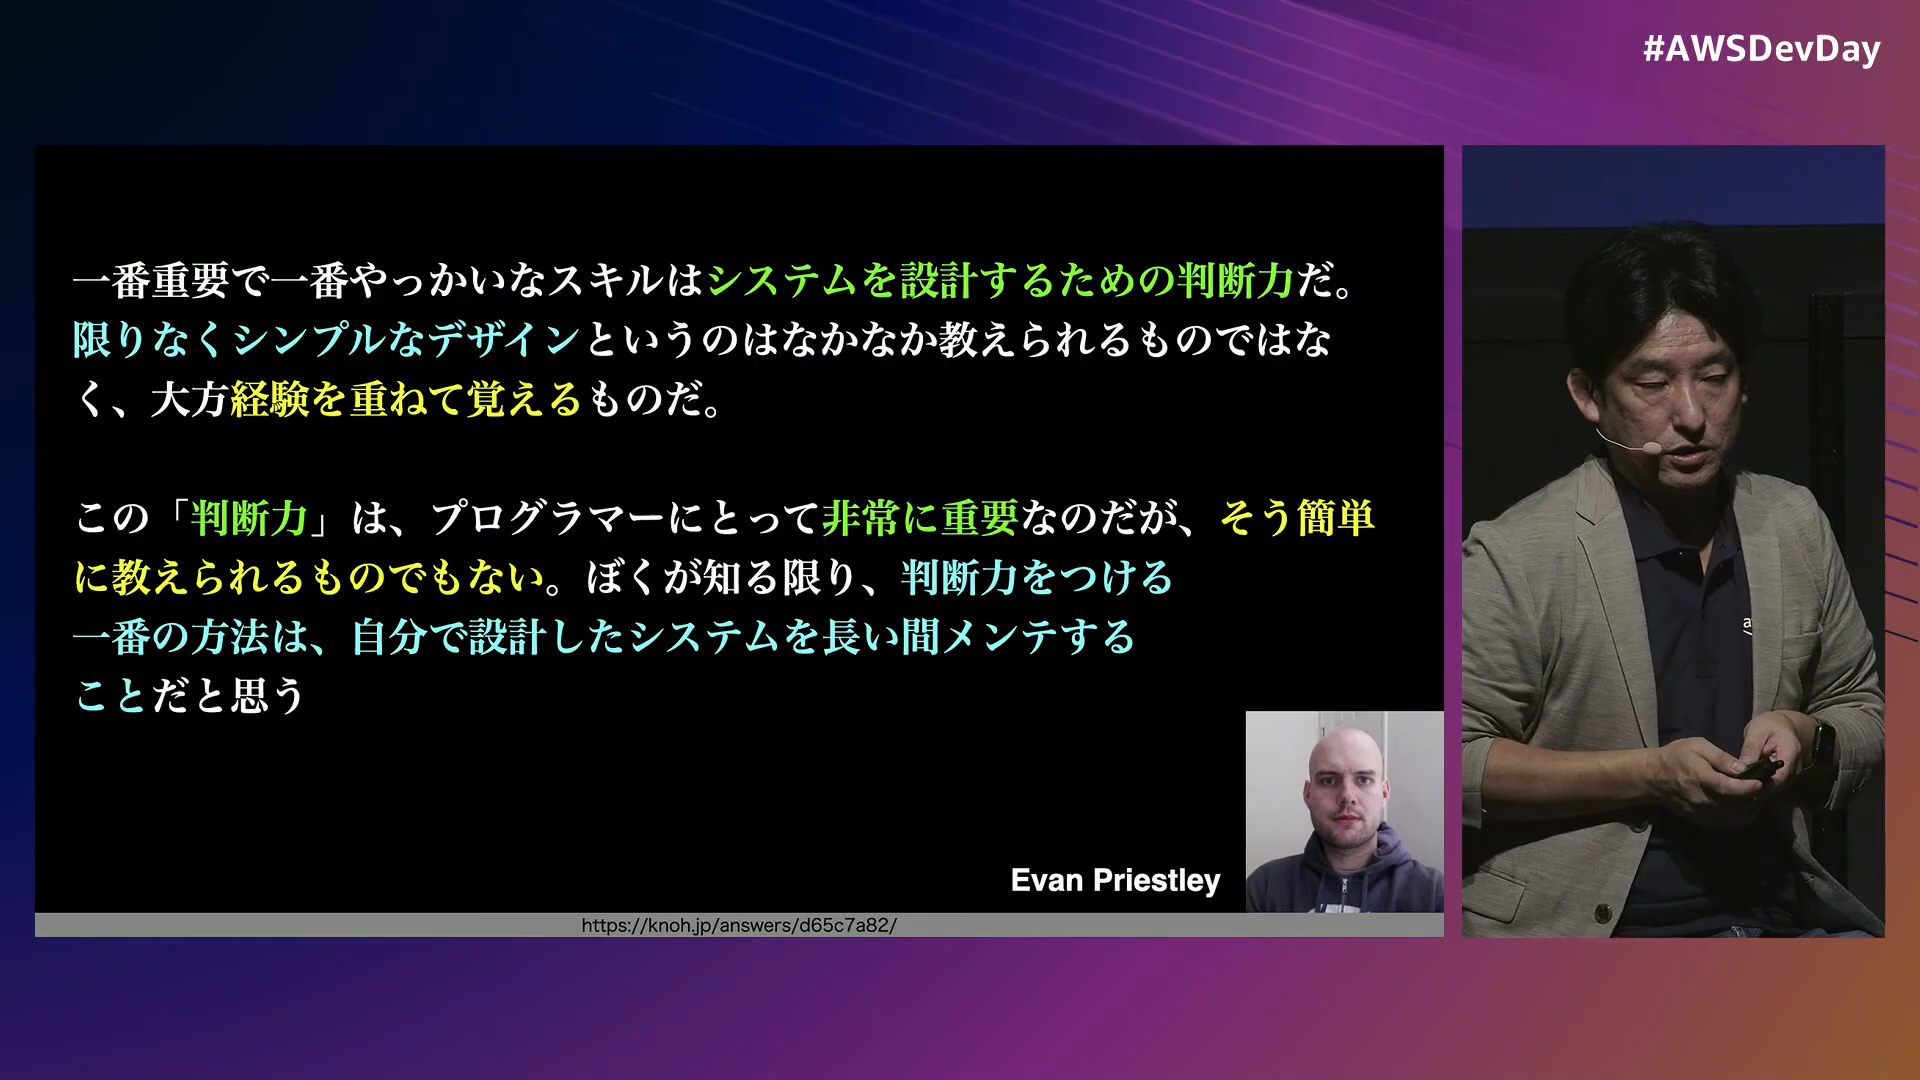 #AWSDevDay
一番重要で一番やっかいなスキルはシステムを設計するための判断力だ。
限りなくシンプルなデザインというのはなかなか教えられるものではな
く、大方経験を重ねて覚えるものだ。
この「判断力」は、プログラマーにとって非常に重要なのだが、そう簡単
に教えられるものでもない。ぼくが知る限り、判断力をつける
一番の方法は、自分で設計したシステムを長い間メンテする
ことだと思う
Evan Priestley
https://knoh.jp/answers/d65c7a82/